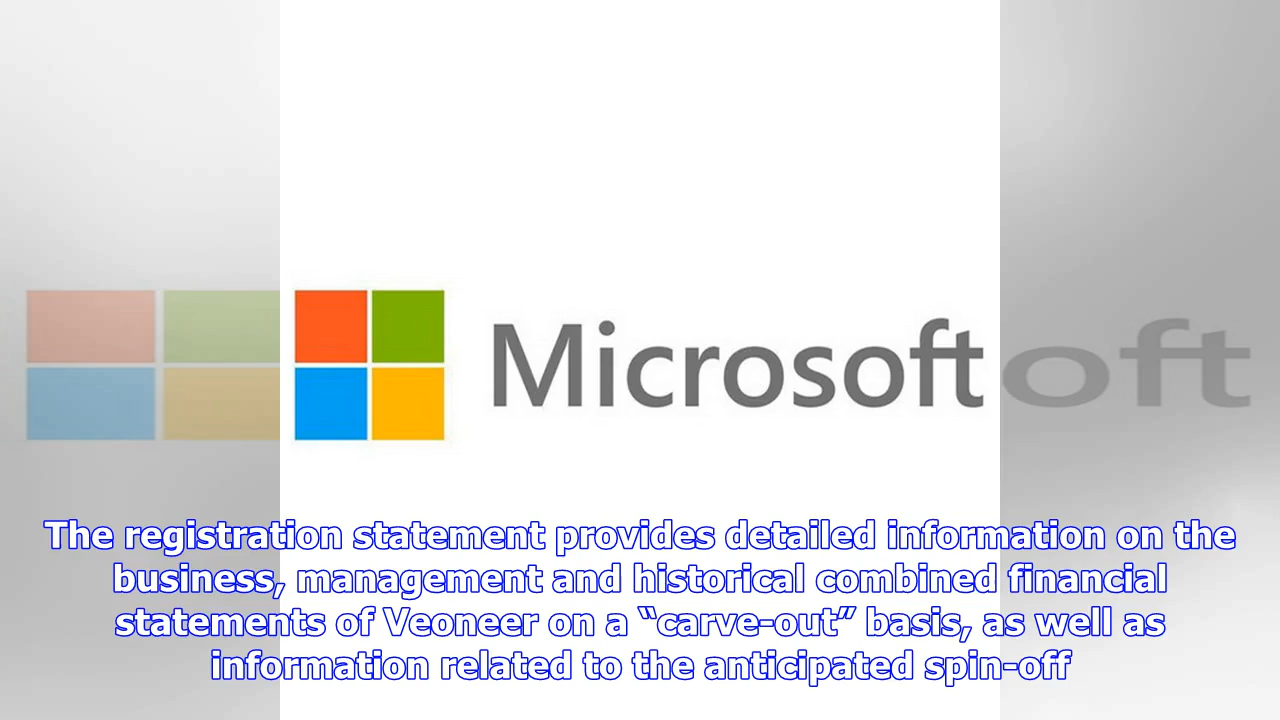 Microsoft oft
The registration statement provides detailed information on the
business, management and historical combined financial
statements of Veoneer on a “carve-out” basis, as well as
information related to the anticipated spin-off